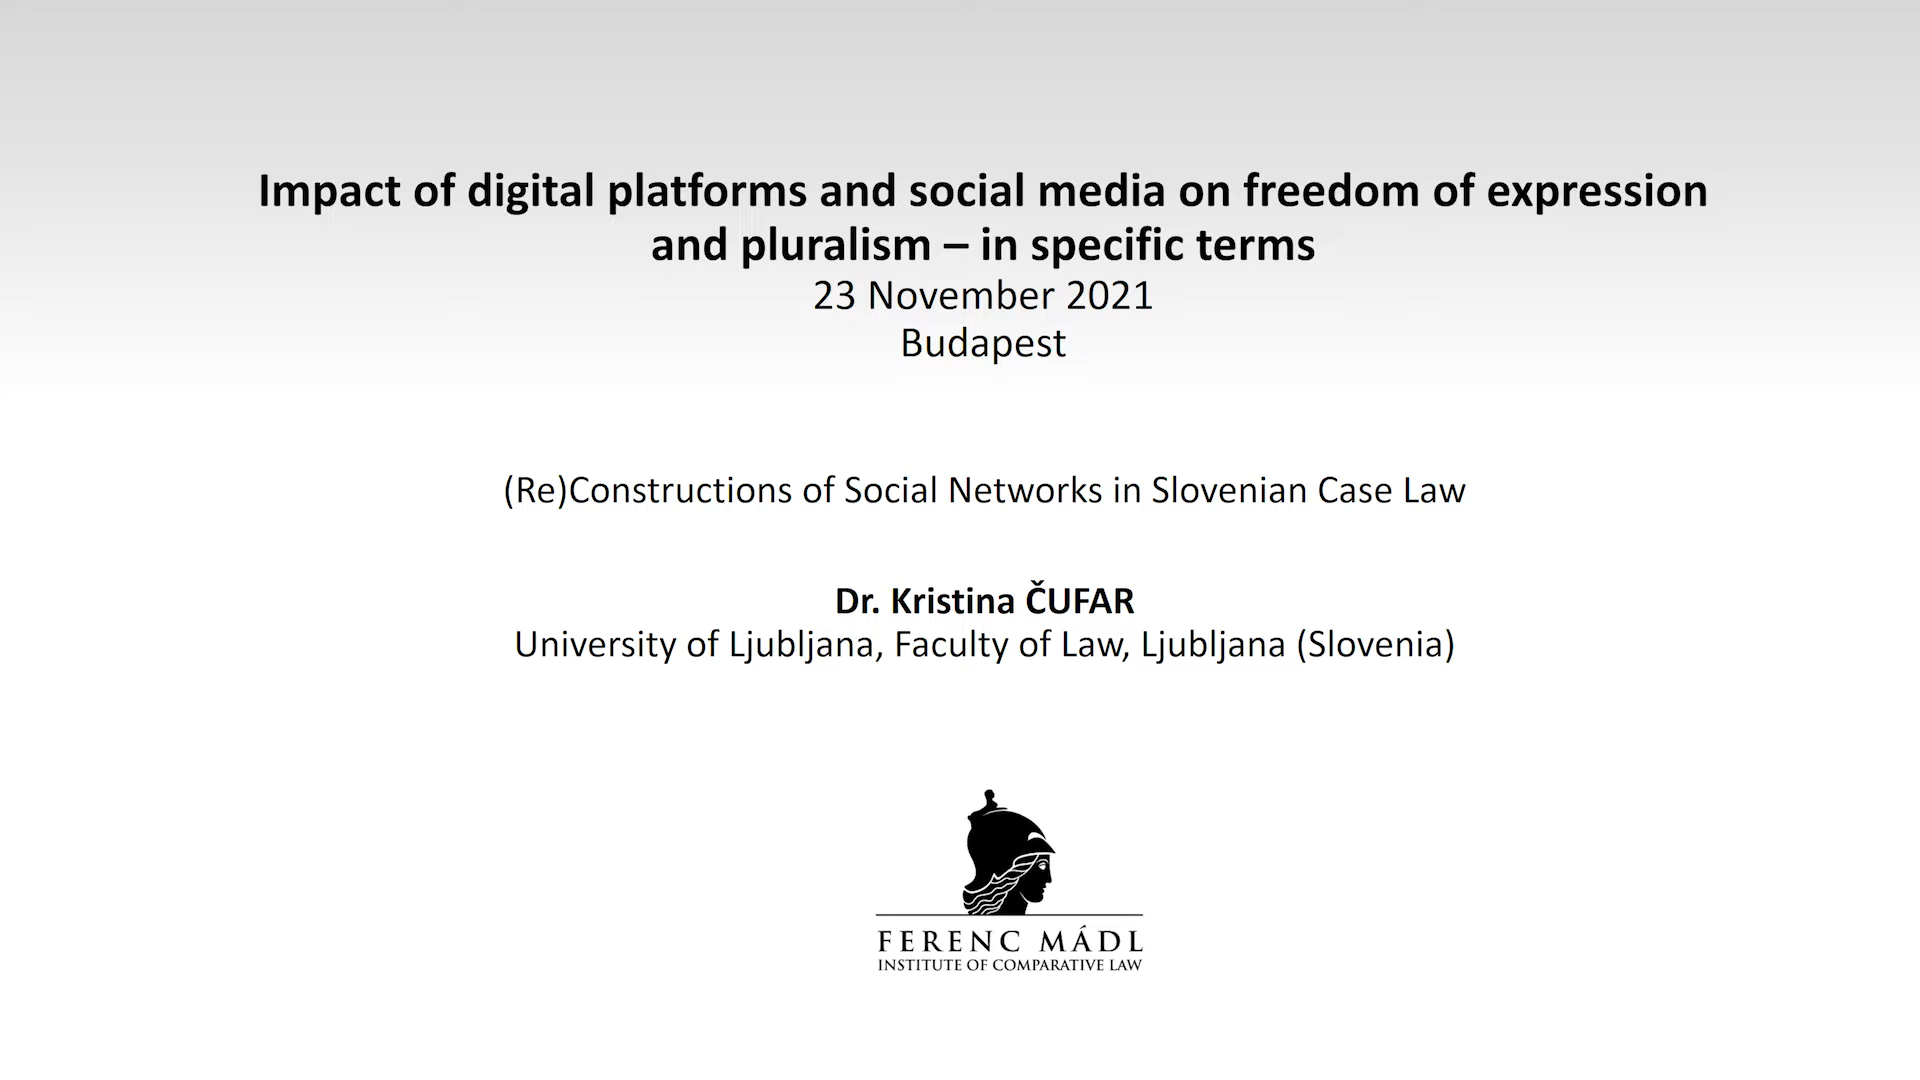 Impact of digital platforms and social media on freedom of expression
and pluralism – in specific terms
23 November 2021
Budapest
(Re)Constructions of Social Networks in Slovenian Case Law
Dr. Kristina ČUFAR
University of Ljubljana, Faculty of Law, Ljubljana (Slovenia)
FERENC MÁDL
INSTITUTE OF COMPARATIVE LAW